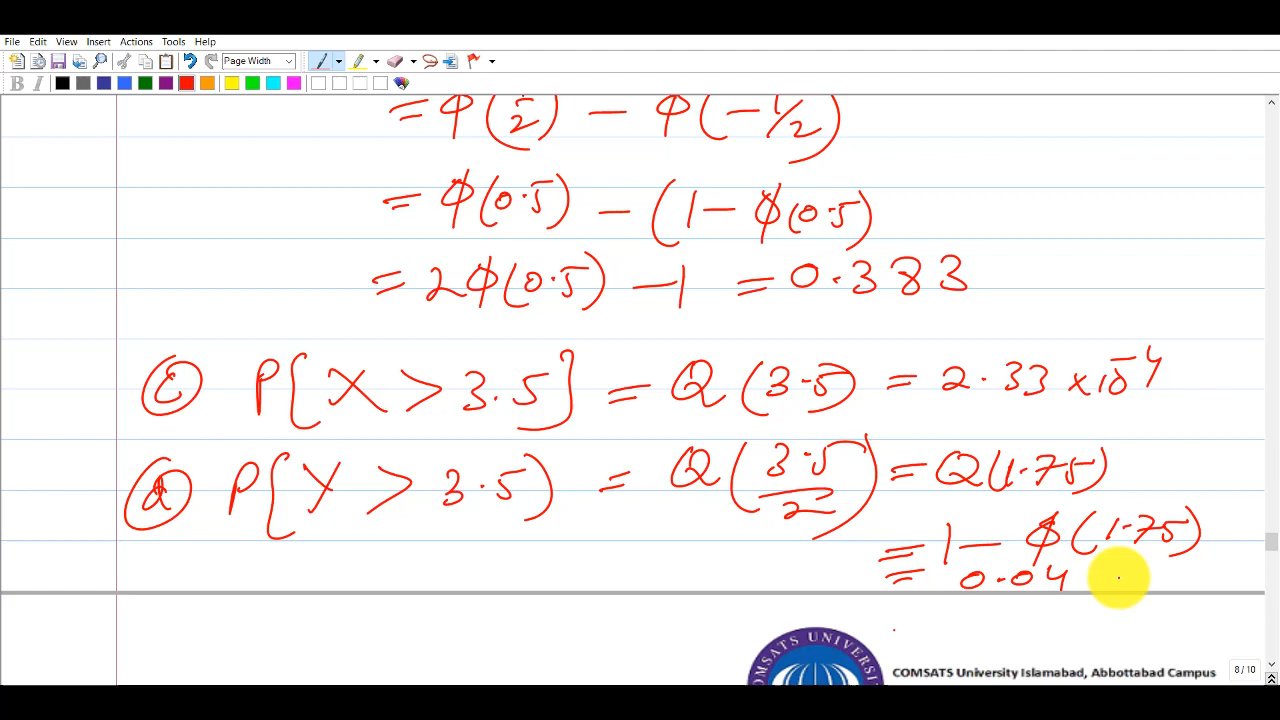 File Edit View Insert Actions Tools Help
Page Width
B I
= Φ(1/2) - Φ(-1/2)
= Φ(0.5) - (1 - Φ(0.5)
= 2Φ(0.5) - 1 = 0.383
(c) P[X > 3.5] = Q(3.5) = 2.33 x 10^-4
(d) P[Y > 3.5) = Q(3.5/2) = Q(1.75)
= 1 - Φ(1.75)
= 0.04
COMSATS UNIVERSI
COMSATS University Islamabad, Abbottabad Campus
8 / 10